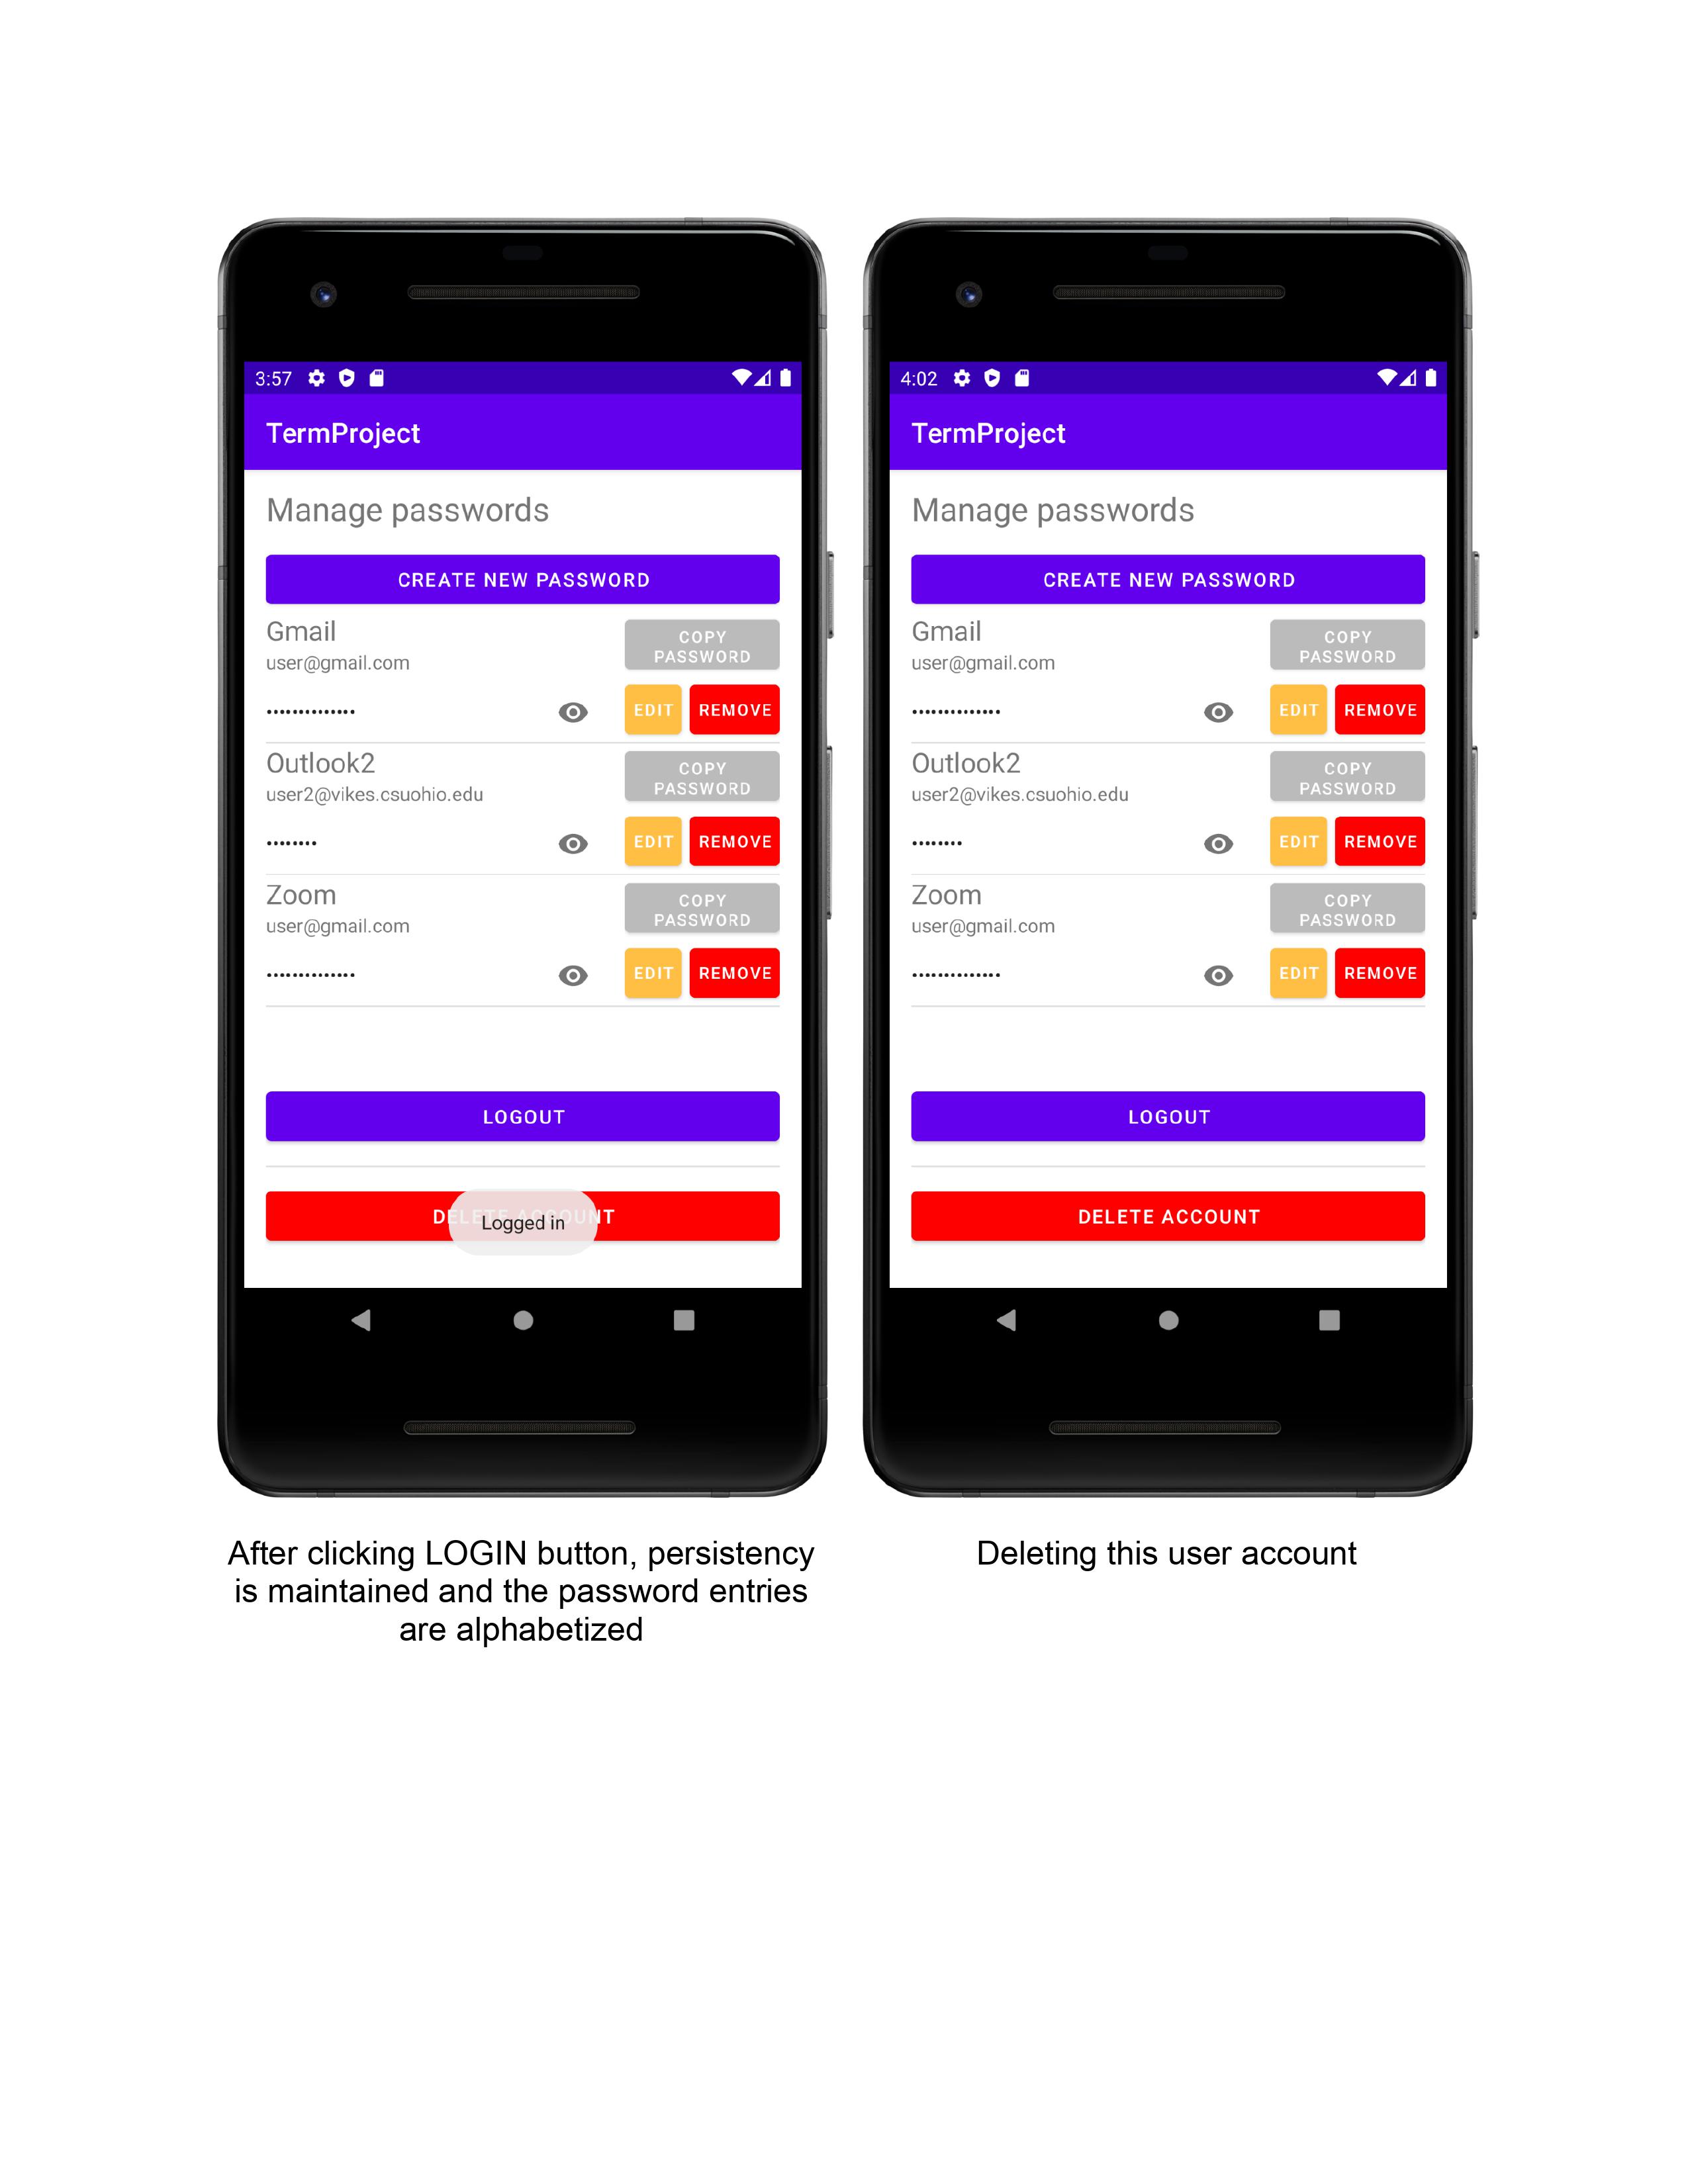 3:57
TermProject
Manage passwords
CREATE NEW PASSWORD
Gmail
user@gmail.com
COPY
PASSWORD
••••••••••••••
EDIT REMOVE
Outlook2
user2@vikes.csuohio.edu
COPY
PASSWORD
••••••••
EDIT REMOVE
Zoom
user@gmail.com
COPY
PASSWORD
••••••••••••••
EDIT REMOVE
LOGOUT
DELETE ACCOUNT
Logged in
After clicking LOGIN button, persistency
is maintained and the password entries
are alphabetized
4:02
TermProject
Manage passwords
CREATE NEW PASSWORD
Gmail
user@gmail.com
COPY
PASSWORD
••••••••••••••
EDIT REMOVE
Outlook2
user2@vikes.csuohio.edu
COPY
PASSWORD
••••••••
EDIT REMOVE
Zoom
user@gmail.com
COPY
PASSWORD
••••••••••••••
EDIT REMOVE
LOGOUT
DELETE ACCOUNT
Deleting this user account